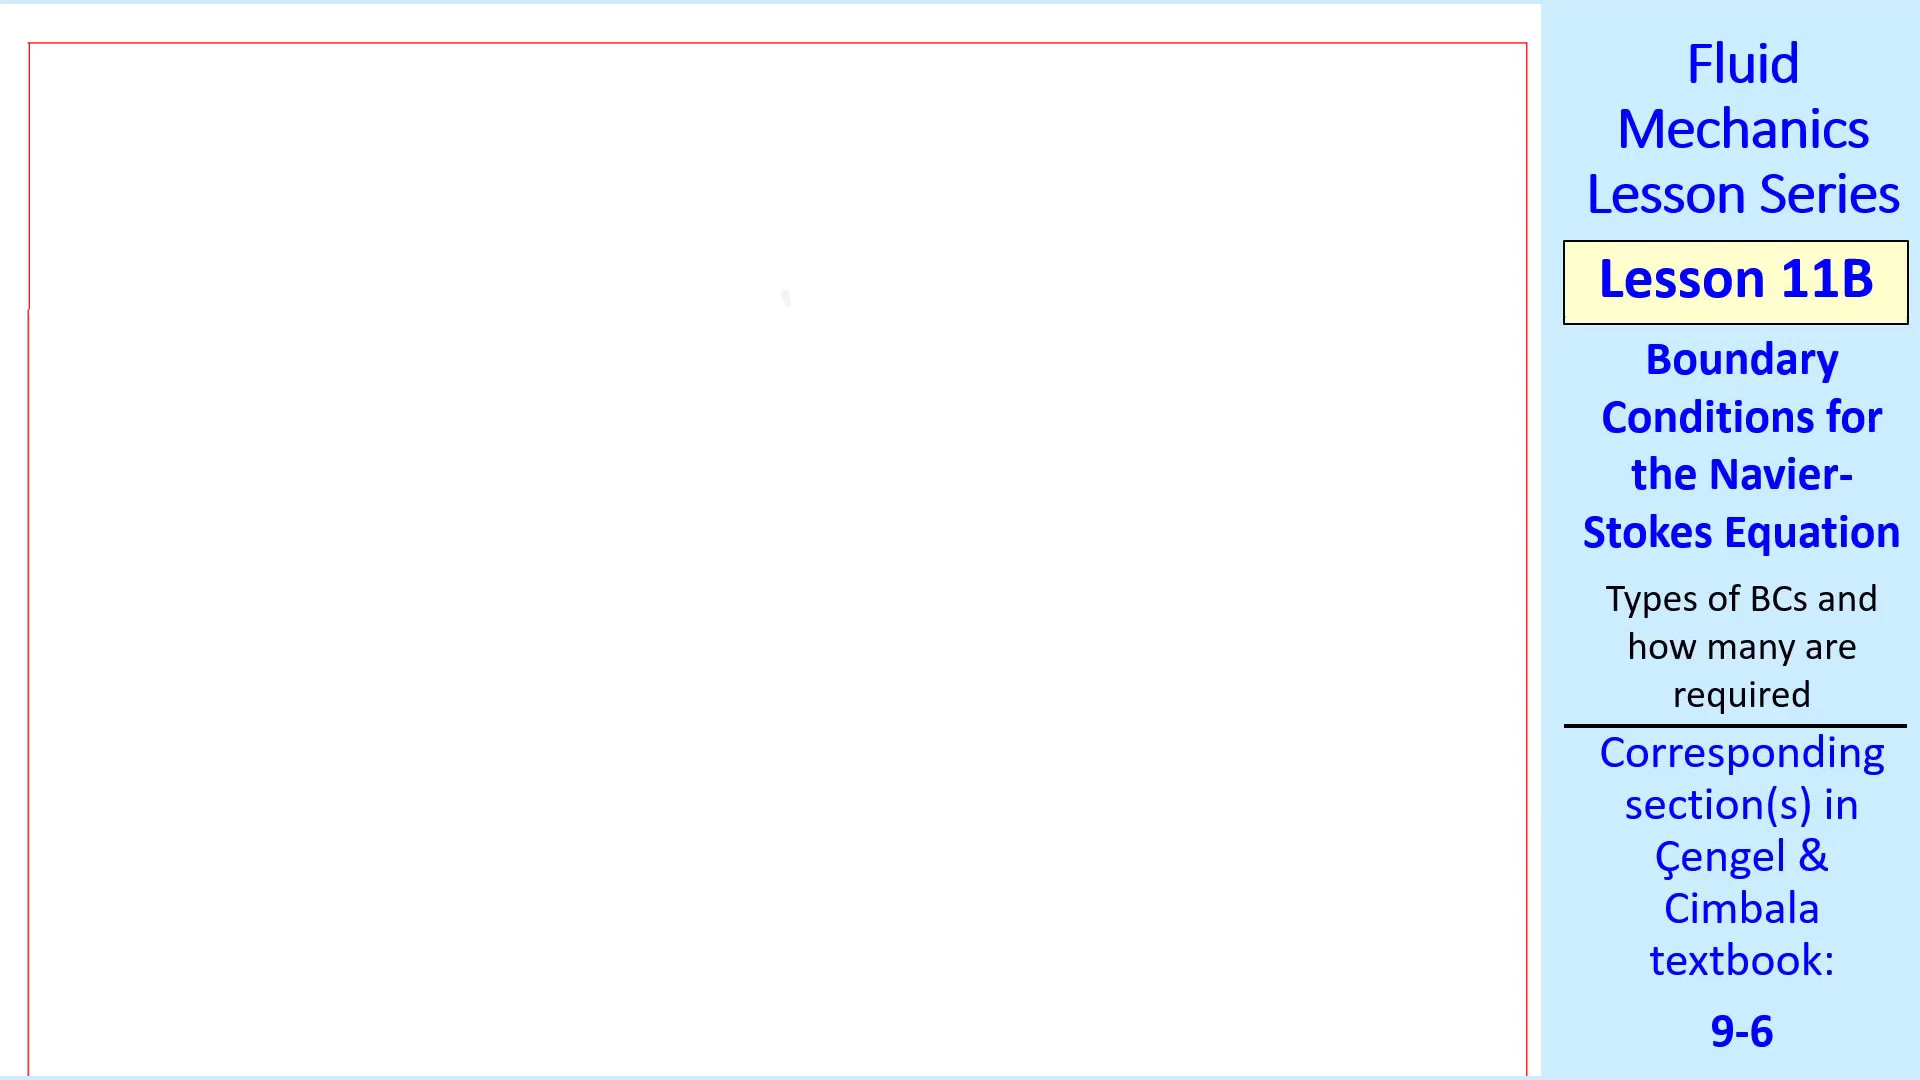 Fluid
Mechanics
Lesson Series
Lesson 11B
Boundary
Conditions for
the Navier-
Stokes Equation
Types of BCs and
how many are
required
Corresponding
section(s) in
Çengel &
Cimbala
textbook:
9-6